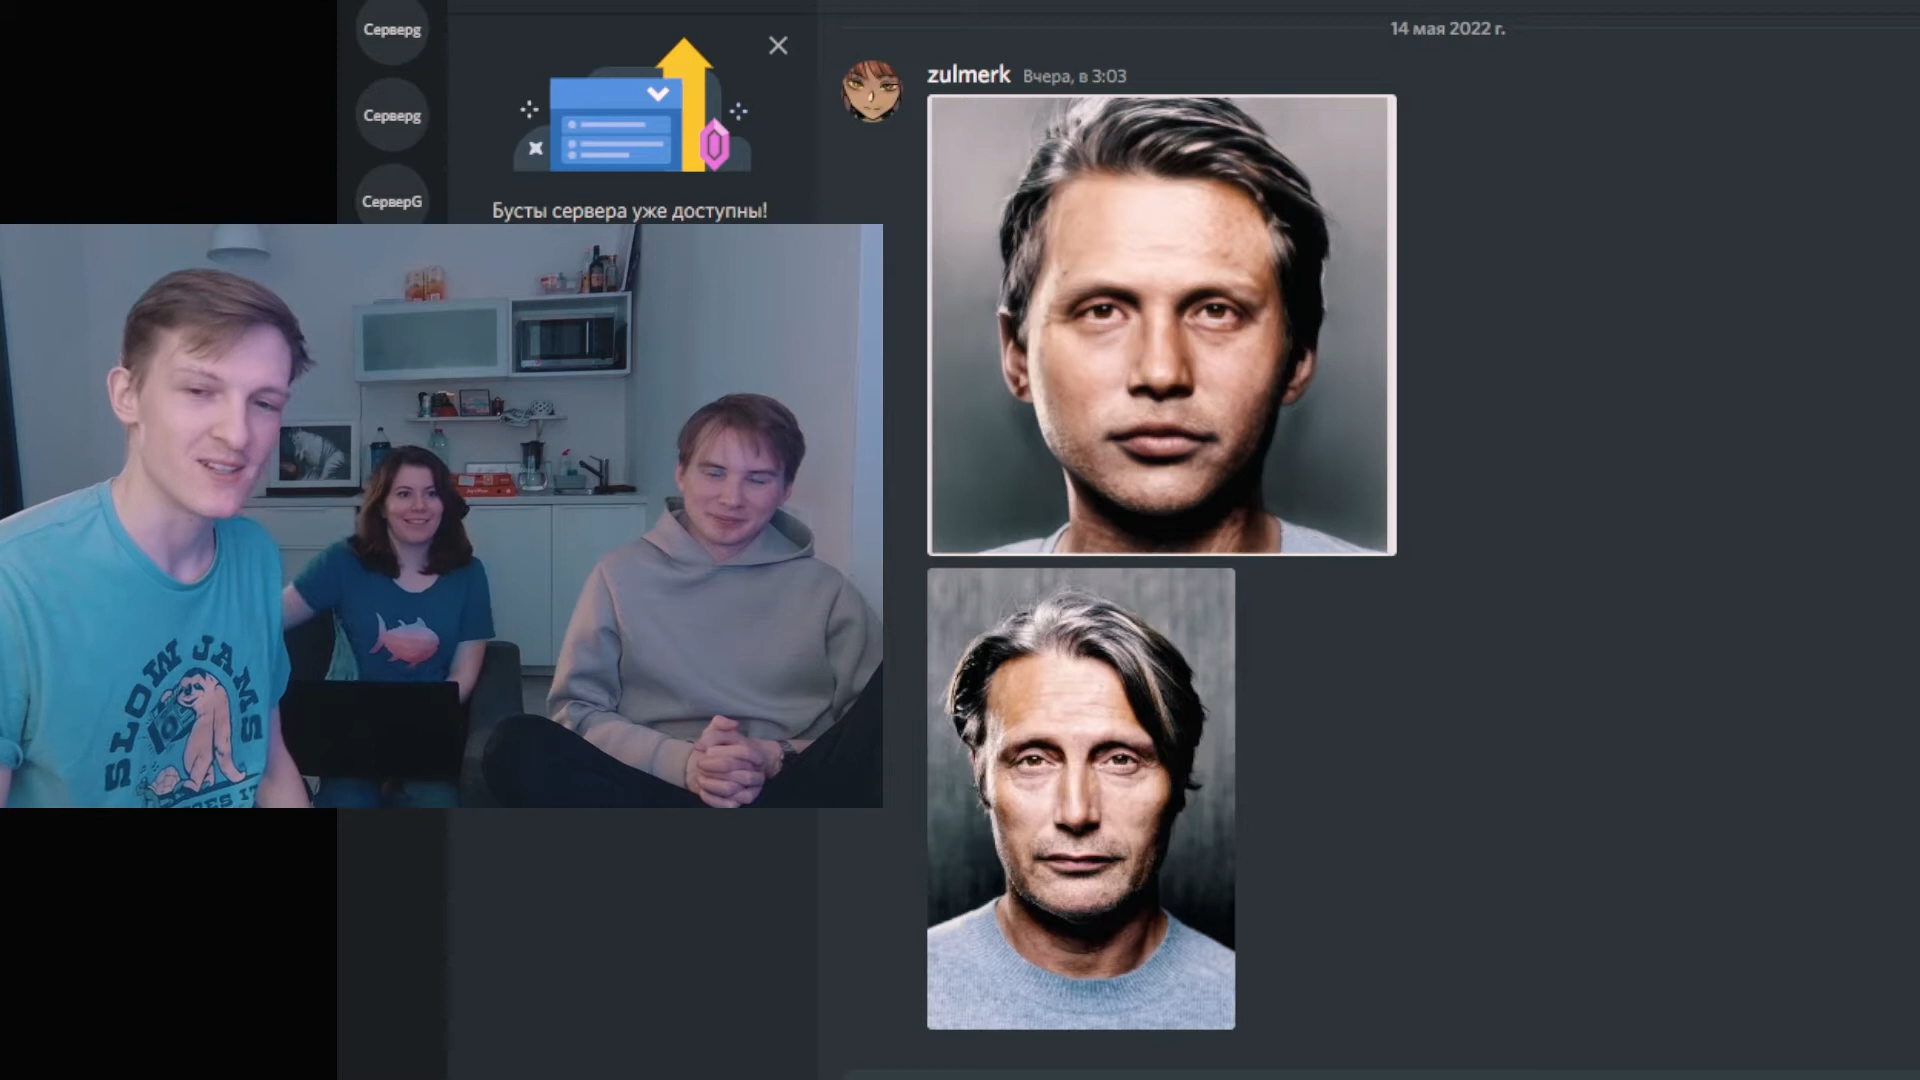 Серверg
Серверg
СерверG
Бусты сервера уже доступны!
14 мая 2022 г.
zulmerk Вчера, в 3:03
SLOW JAMS